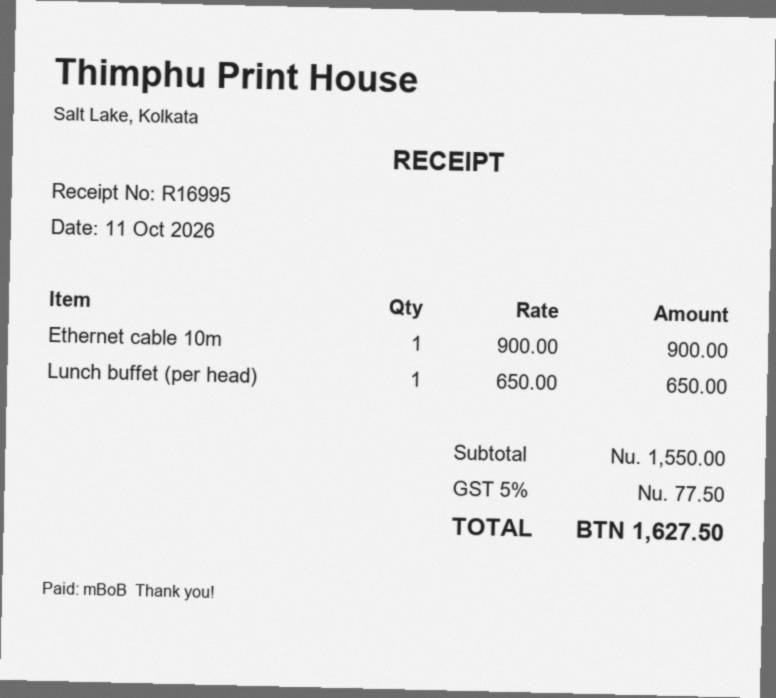 Thimphu Print House
Salt Lake, Kolkata
RECEIPT
Receipt No: R16995
Date: 11 Oct 2026
Item Qty Rate Amount
Ethernet cable 10m 1 900.00 900.00
Lunch buffet (per head) 1 650.00 650.00
Subtotal Nu. 1,550.00
GST 5% Nu. 77.50
TOTAL BTN 1,627.50
Paid: mBoB Thank you!